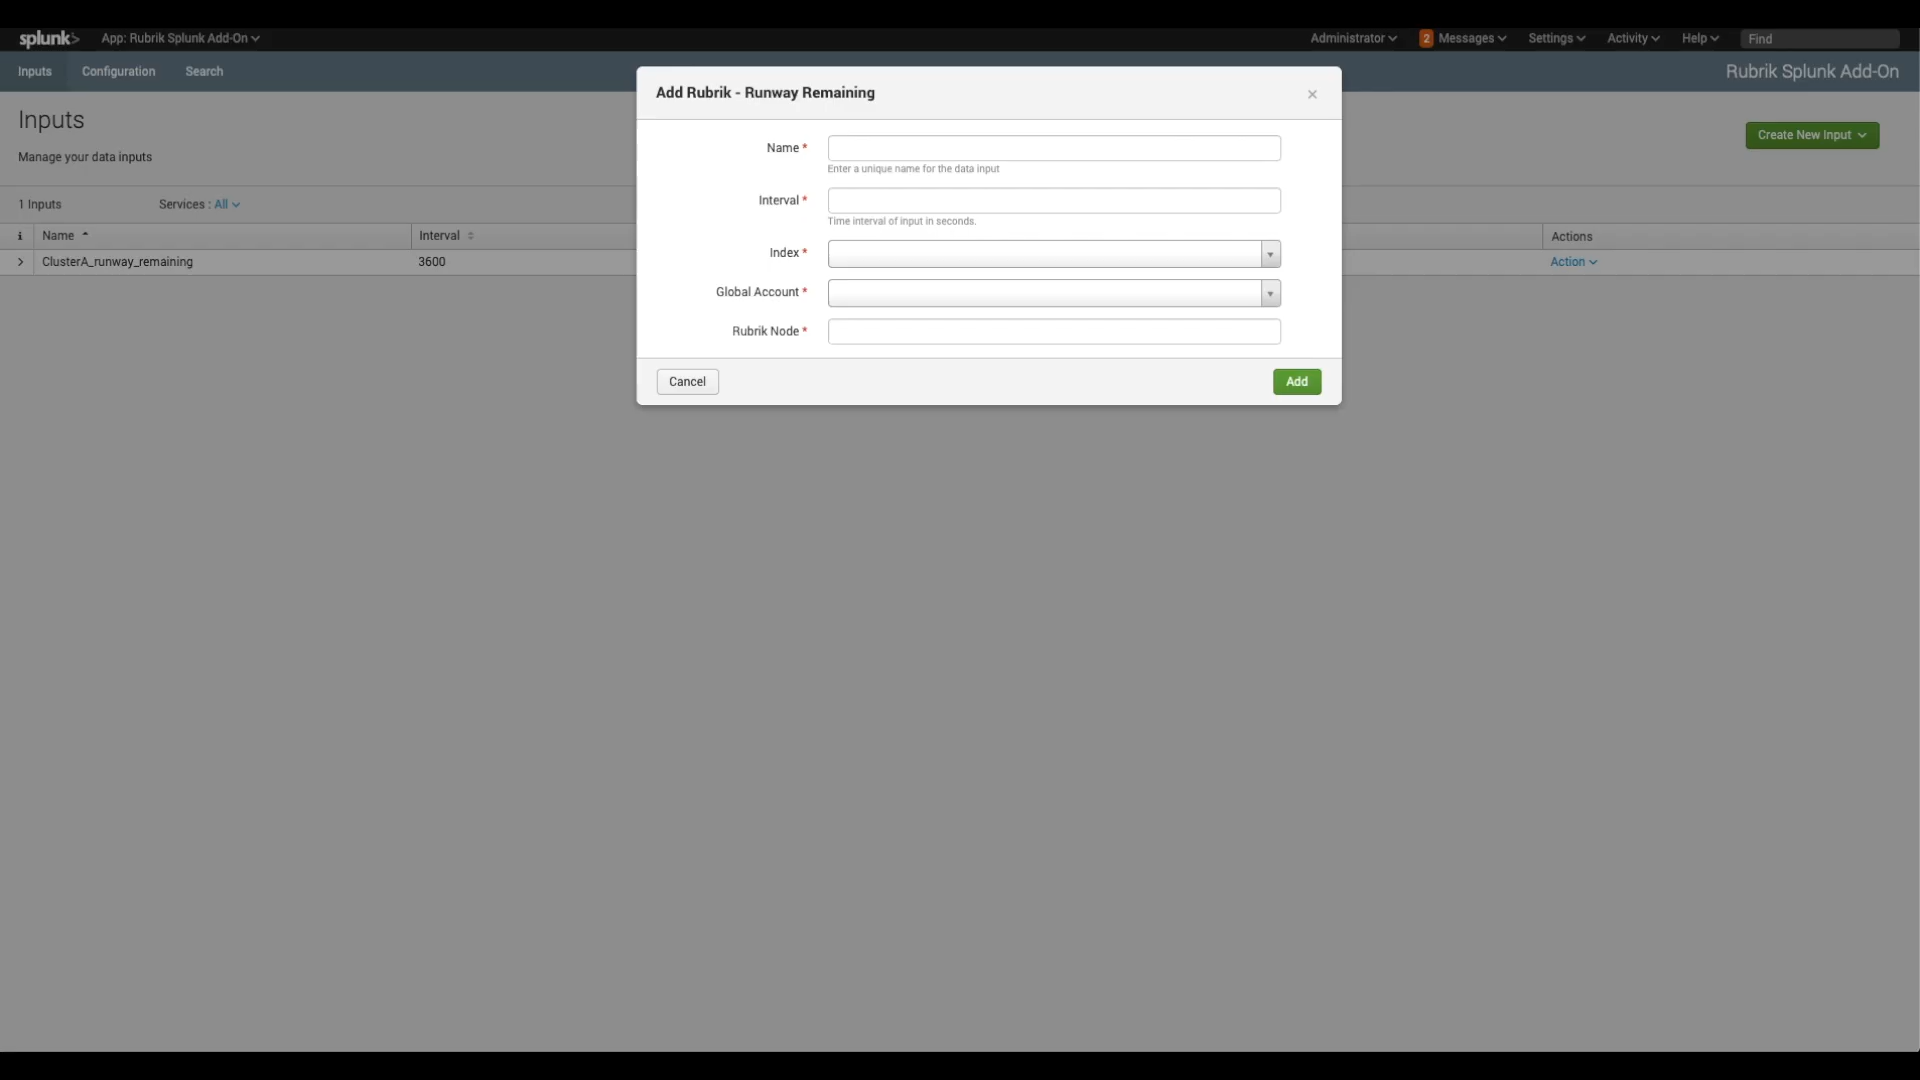 splunk> App: Rubrik Splunk Add-On Administrator 2 Messages Settings Activity Help Find
Inputs Configuration Search Rubrik Splunk Add-On
Inputs
Manage your data inputs
Create New Input
1 Inputs Services : All
i Name Interval Actions
ClusterA_runway_remaining 3600 Action
Add Rubrik - Runway Remaining ×
Name *
Enter a unique name for the data input
Interval *
Time interval of input in seconds.
Index *
Global Account *
Rubrik Node *
Cancel Add